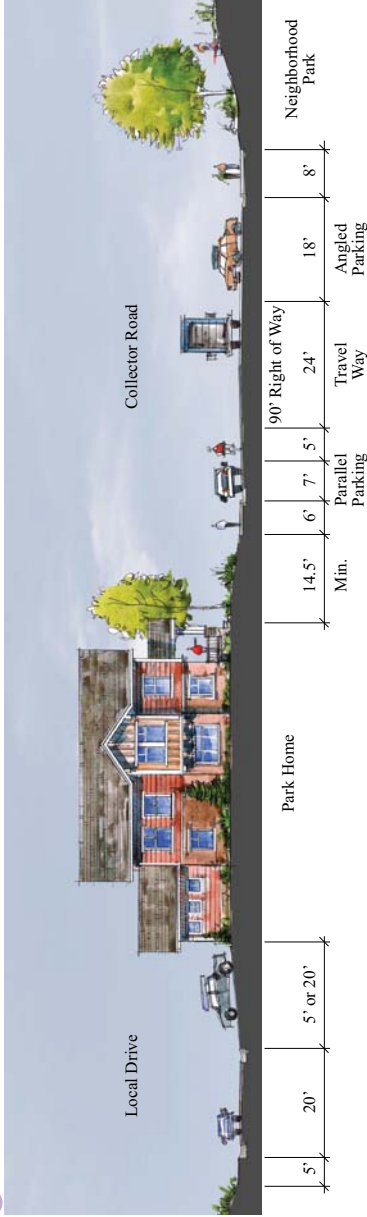 Local Drive
Collector Road
5’
20’
5’ or 20’
Park Home
14.5’
Min.
6’
7’
5’
Parallel
Parking
90’ Right of Way
24’
Travel
Way
18’
Angled
Parking
8’
Neighborhood
Park